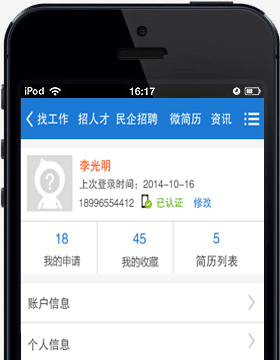 iPod 16:17
找工作 招人才 民企招聘 微简历 资讯
李光明
上次登录时间：2014-10-16
18996554412 已认证 修改
18 45 5
我的申请 我的收藏 简历列表
账户信息
个人信息